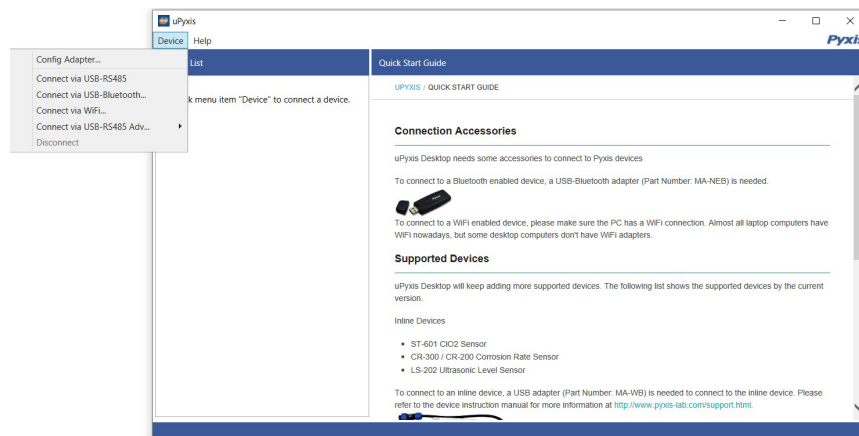 uPyxis
Device Help
Pyxis
Config Adapter...
Connect via USB-RS485
Connect via USB-Bluetooth...
Connect via WiFi...
Connect via USB-RS485 Adv...
Disconnect
List
menu item "Device" to connect a device.
Quick Start Guide
UPYXIS / QUICK START GUIDE
Connection Accessories
uPyxis Desktop needs some accessories to connect to Pyxis devices
To connect to a Bluetooth enabled device, a USB-Bluetooth adapter (Part Number: MA-NEB) is needed.
To connect to a WiFi enabled device, please make sure the PC has a WiFi connection. Almost all laptop computers have
WiFi nowadays, but some desktop computers don't have WiFi adapters.
Supported Devices
uPyxis Desktop will keep adding more supported devices. The following list shows the supported devices by the current
version.
Inline Devices
ST-601 ClO2 Sensor
CR-300 / CR-200 Corrosion Rate Sensor
LS-202 Ultrasonic Level Sensor
To connect to an inline device, a USB adapter (Part Number: MA-WB) is needed to connect to the inline device. Please
refer to the device instruction manual for more information at http://www.pyxis-lab.com/support.html.